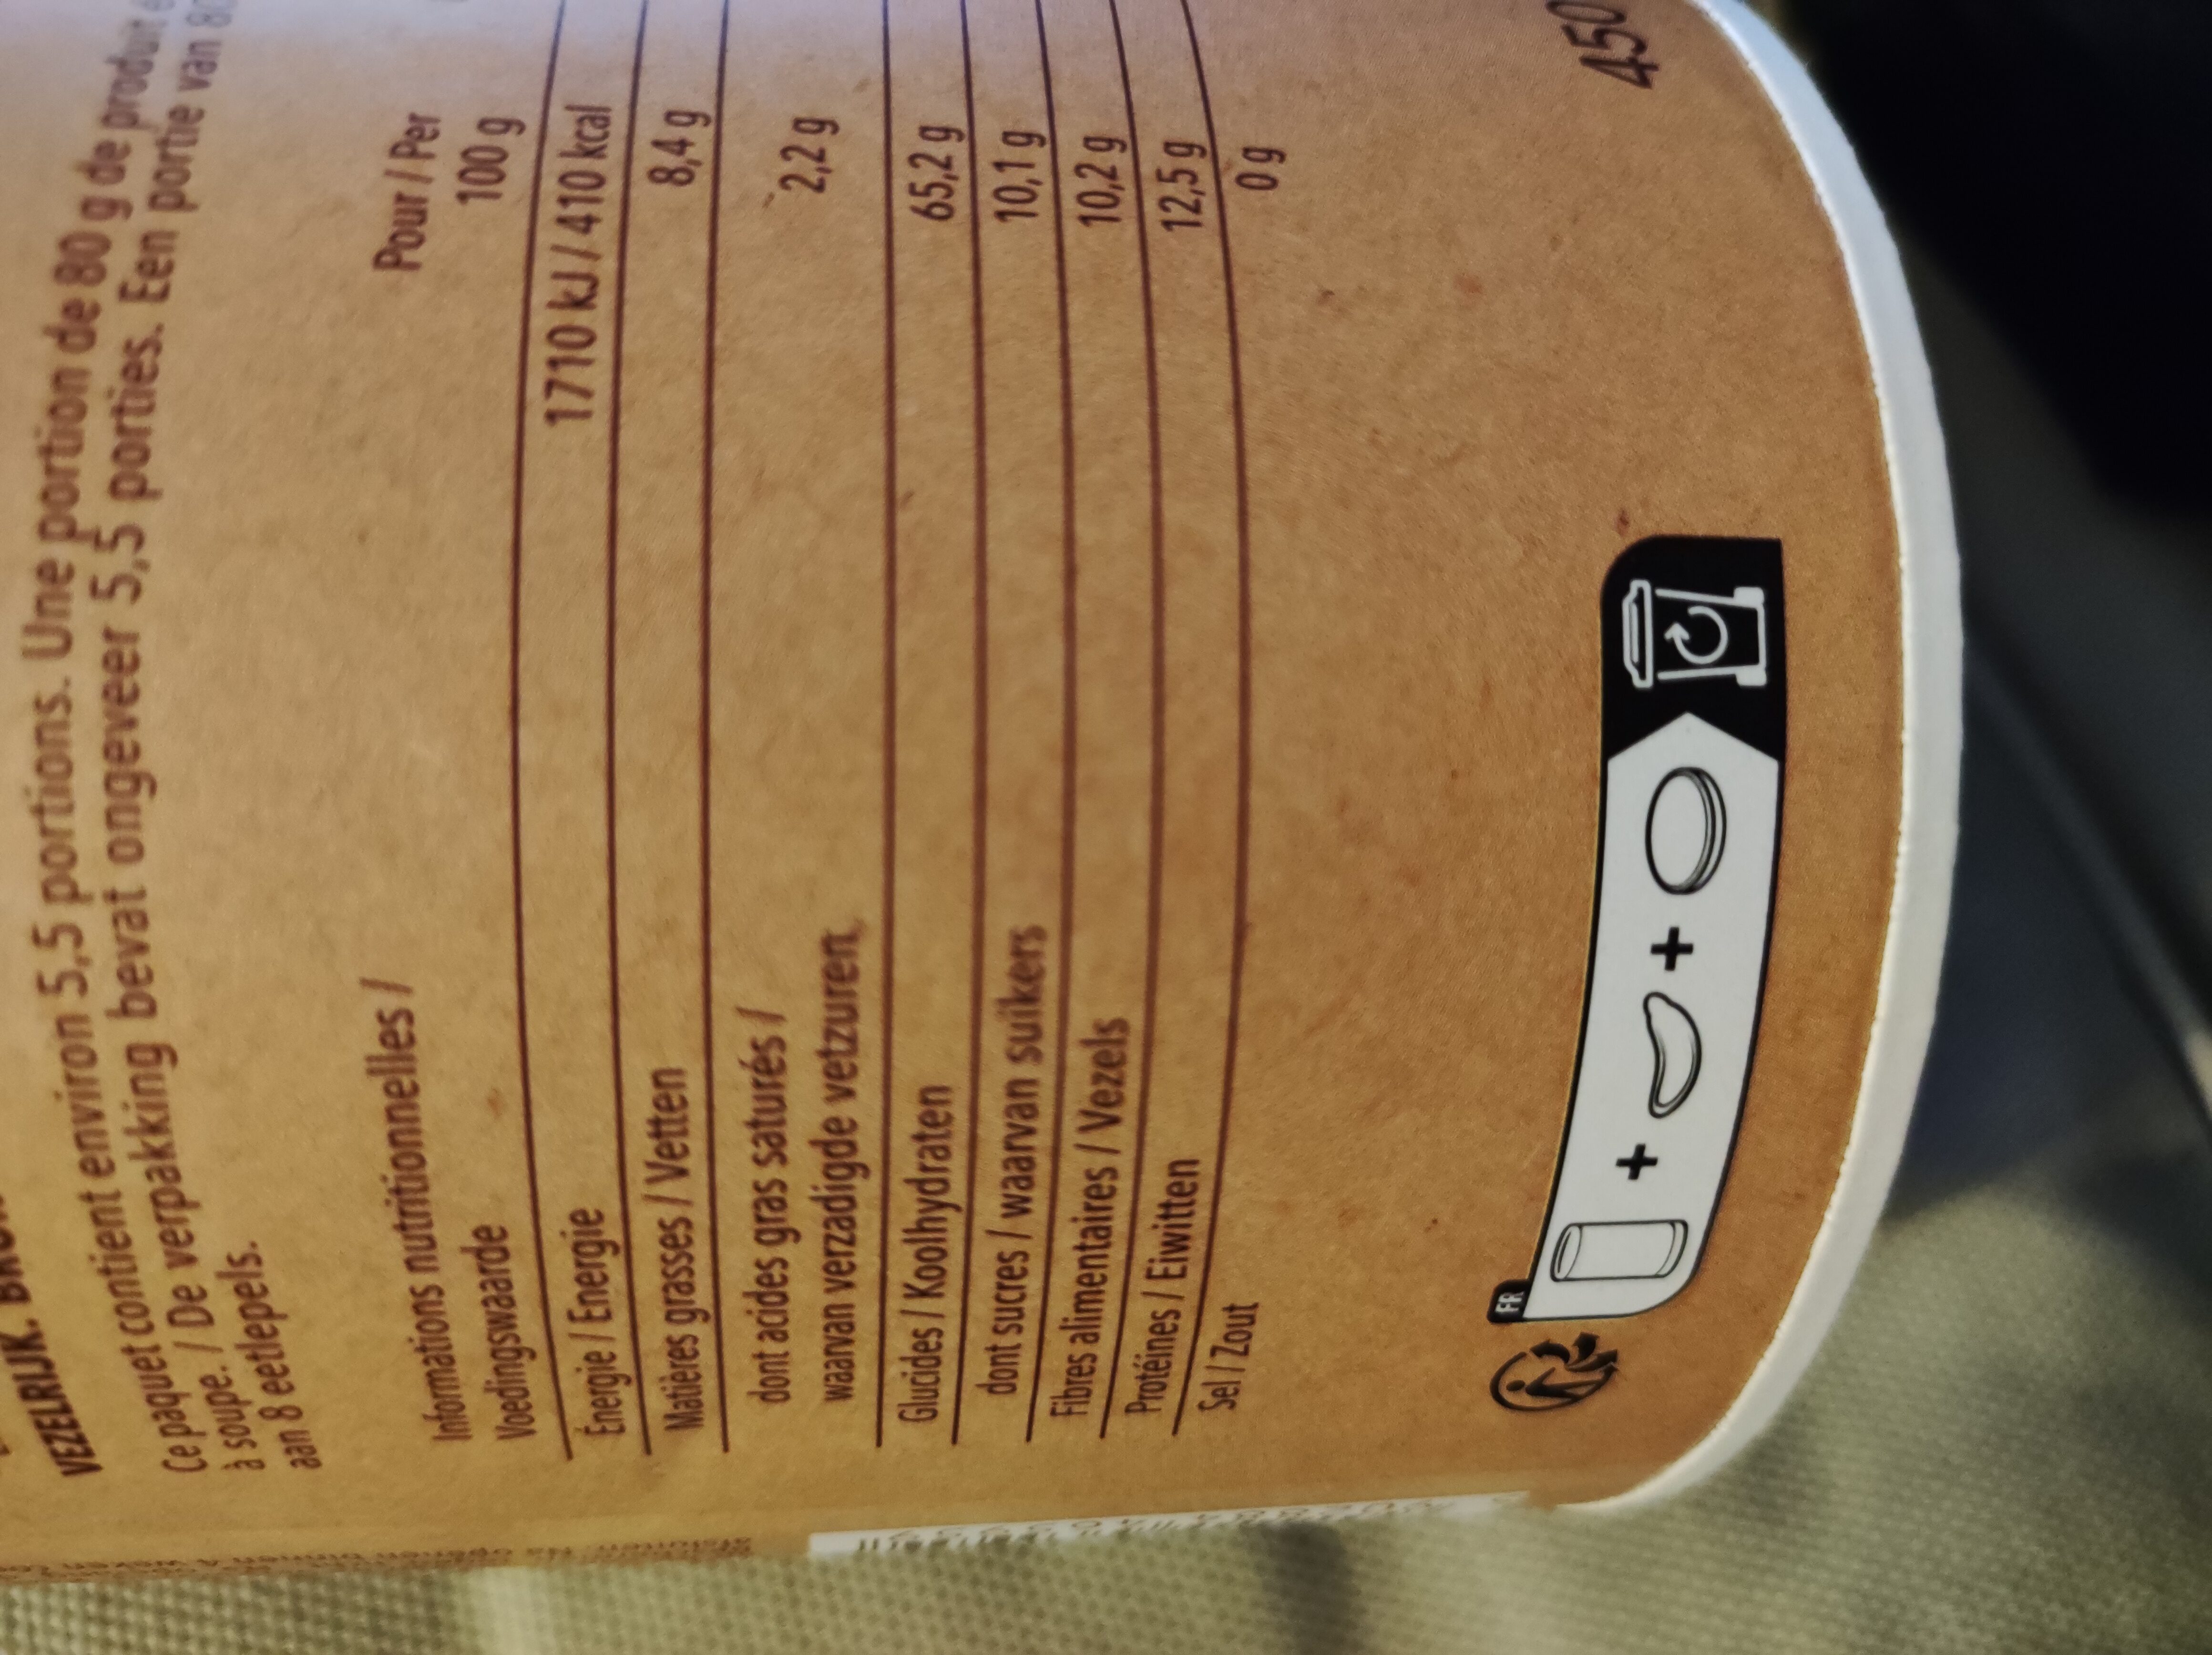 VEZELRIJK.
Ce paquet contient environ 5,5 portions. Une portion de 80 g de produit
à soupe. / De verpakking bevat ongeveer 5,5 porties. Een portie van 80
aan 8 eetlepels.
Informations nutritionnelles / Pour / Per
Voedingswaarde 100 g
Énergie / Energie 1710 kJ / 410 kcal
Matières grasses / Vetten 8,4 g
dont acides gras saturés /
waarvan verzadigde vetzuren 2,2 g
Glucides / Koolhydraten 65,2 g
dont sucres / waarvan suikers 10,1 g
Fibres alimentaires / Vezels 10,2 g
Protéines / Eiwitten 12,5 g
Sel / Zout 0 g
FR
+ +
450